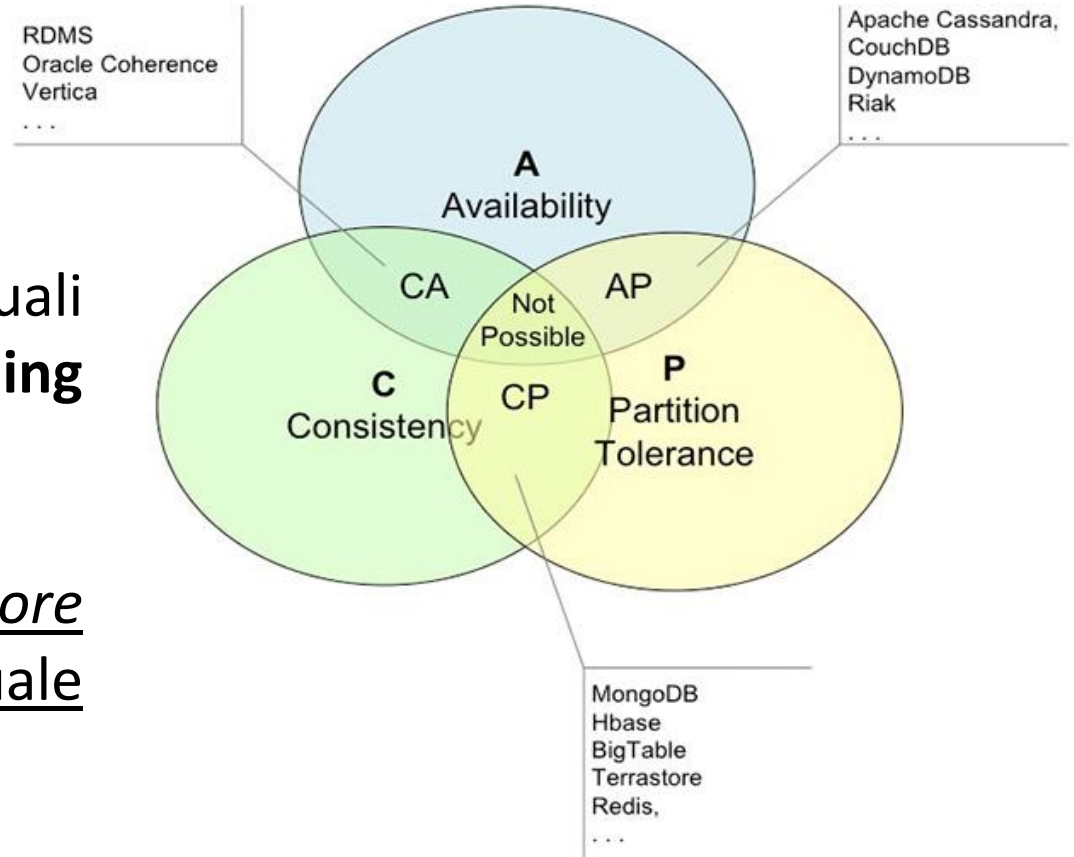 RDMS
Oracle Coherence
Vertica
. . .
Apache Cassandra,
CouchDB
DynamoDB
Riak
. . .
A
Availability
CA
AP
Not
Possible
C
Consistency
CP
P
Partition
Tolerance
uali
ing
ore
uale
MongoDB
Hbase
BigTable
Terrastore
Redis,
. . .